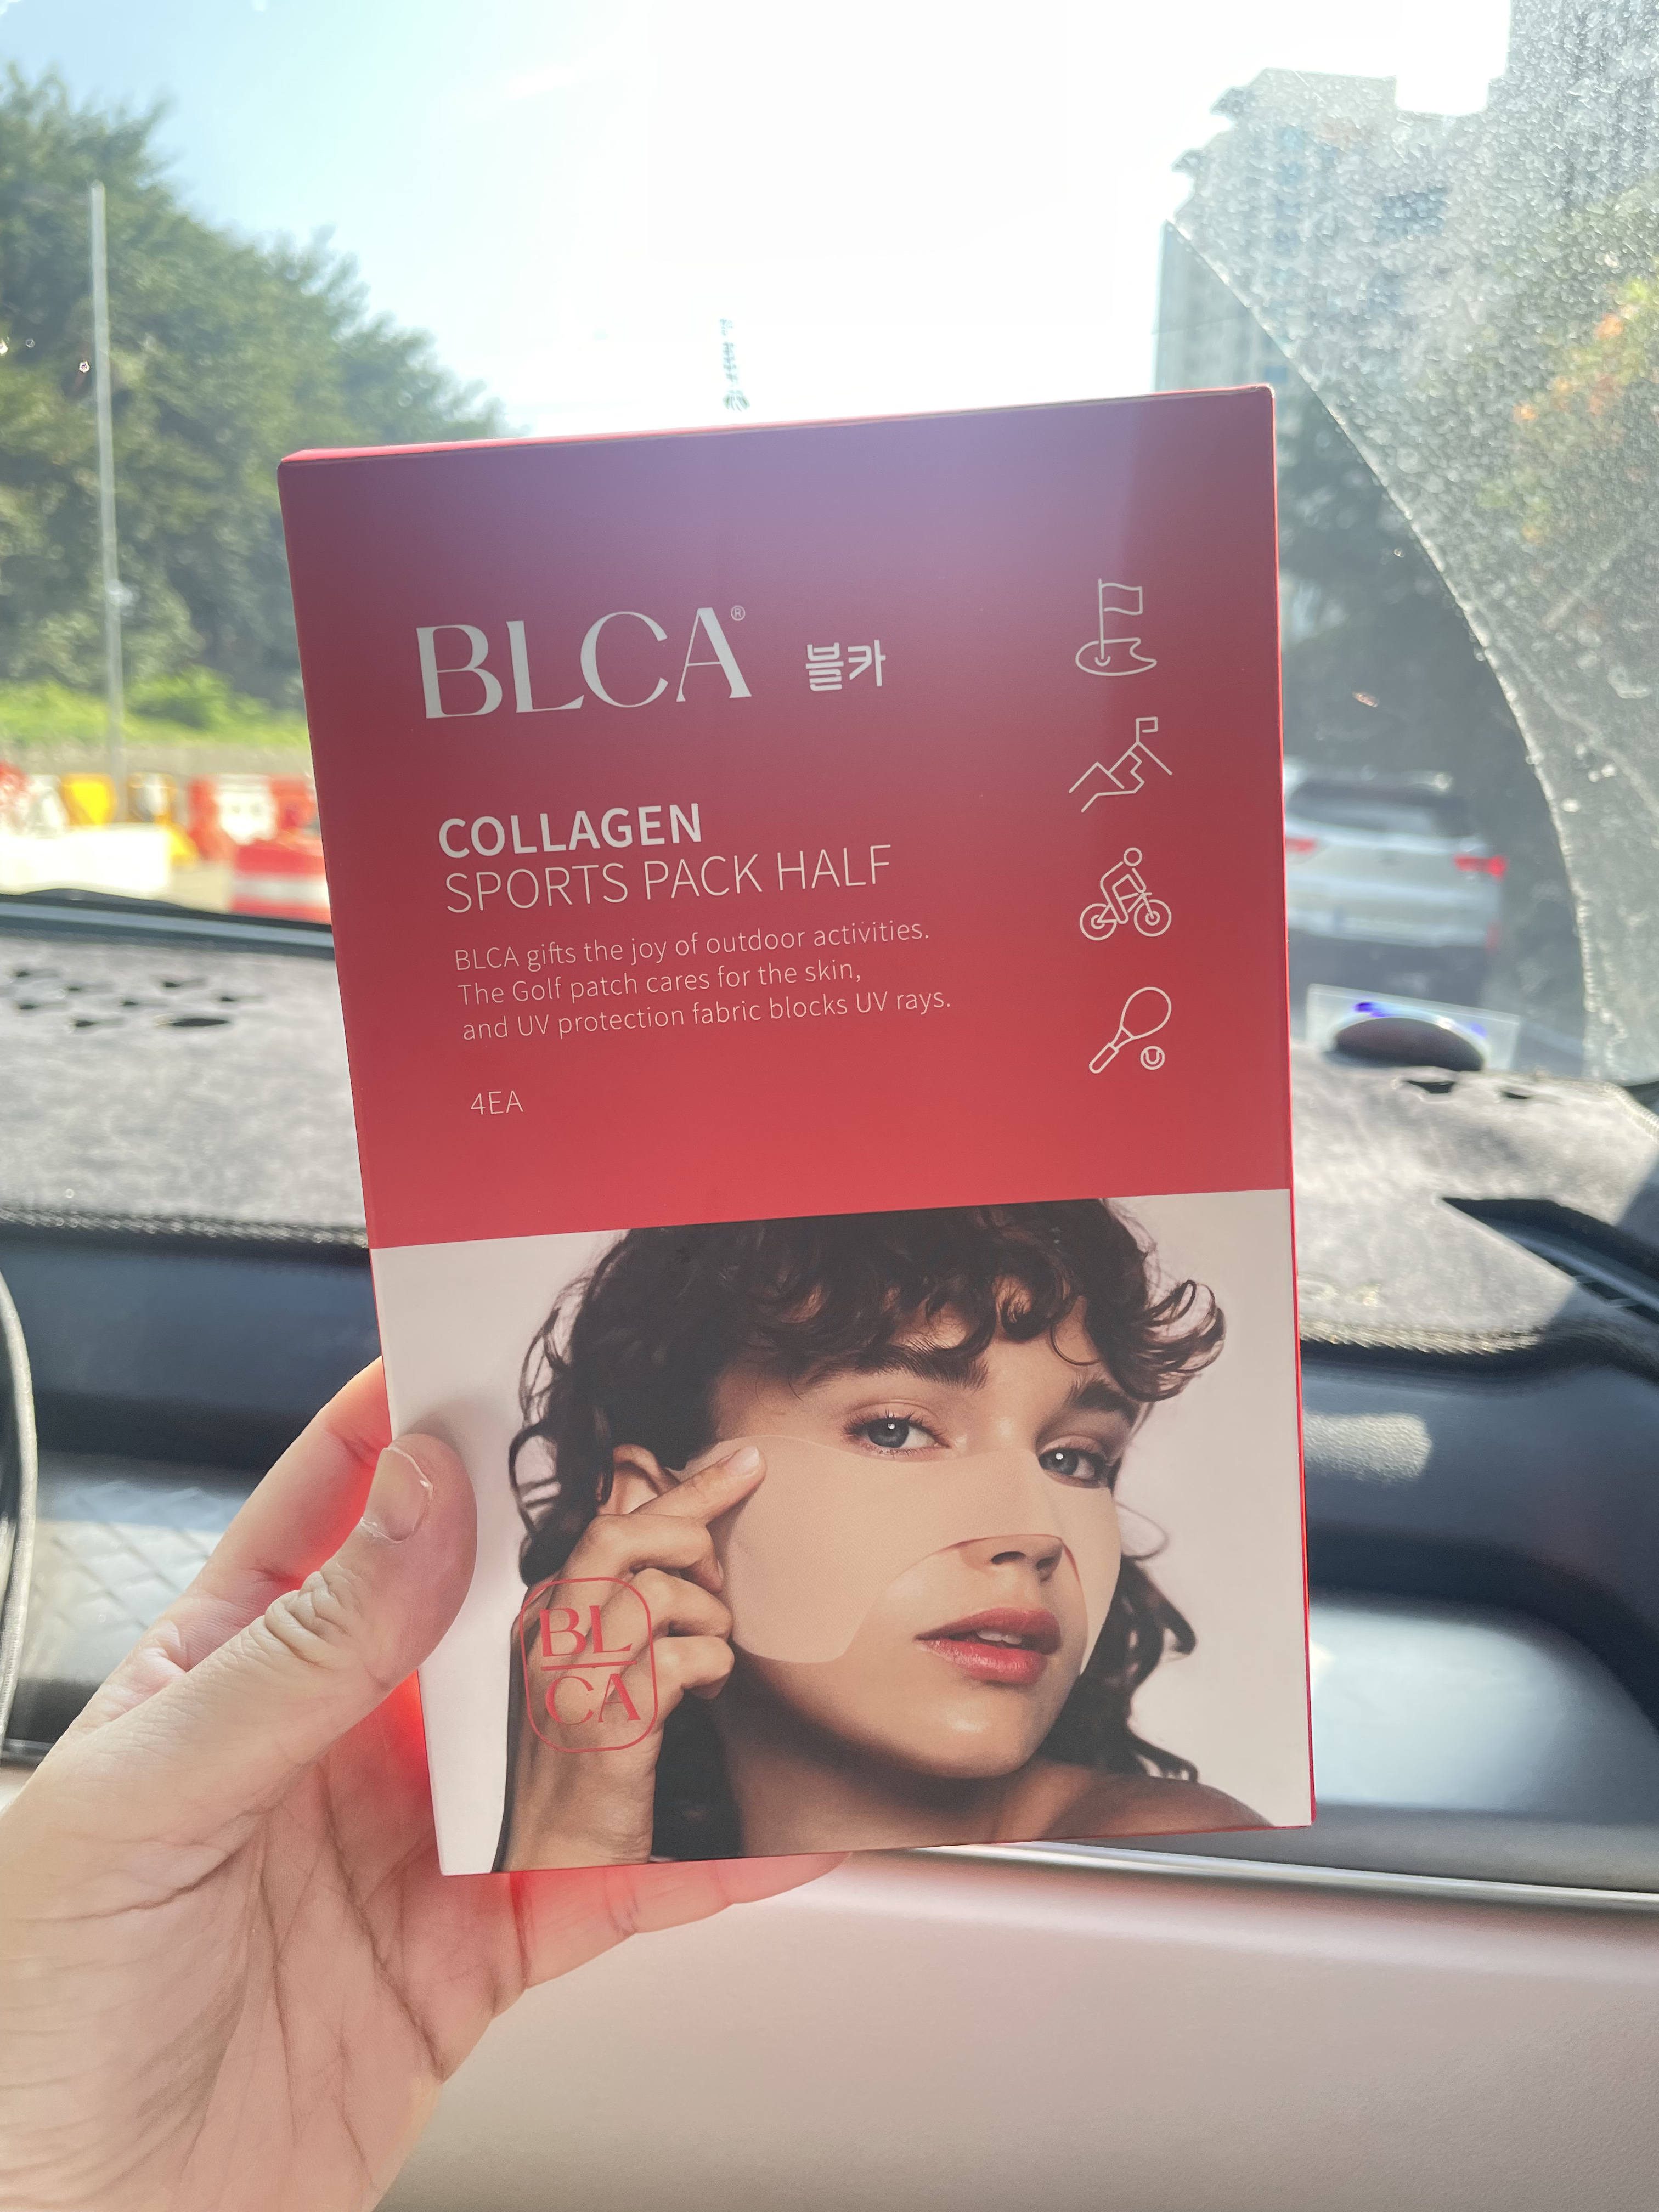 BLCA® 블카
COLLAGEN
SPORTS PACK HALF
BLCA gifts the joy of outdoor activities.
The Golf patch cares for the skin,
and UV protection fabric blocks UV rays.
4EA
BL
CA